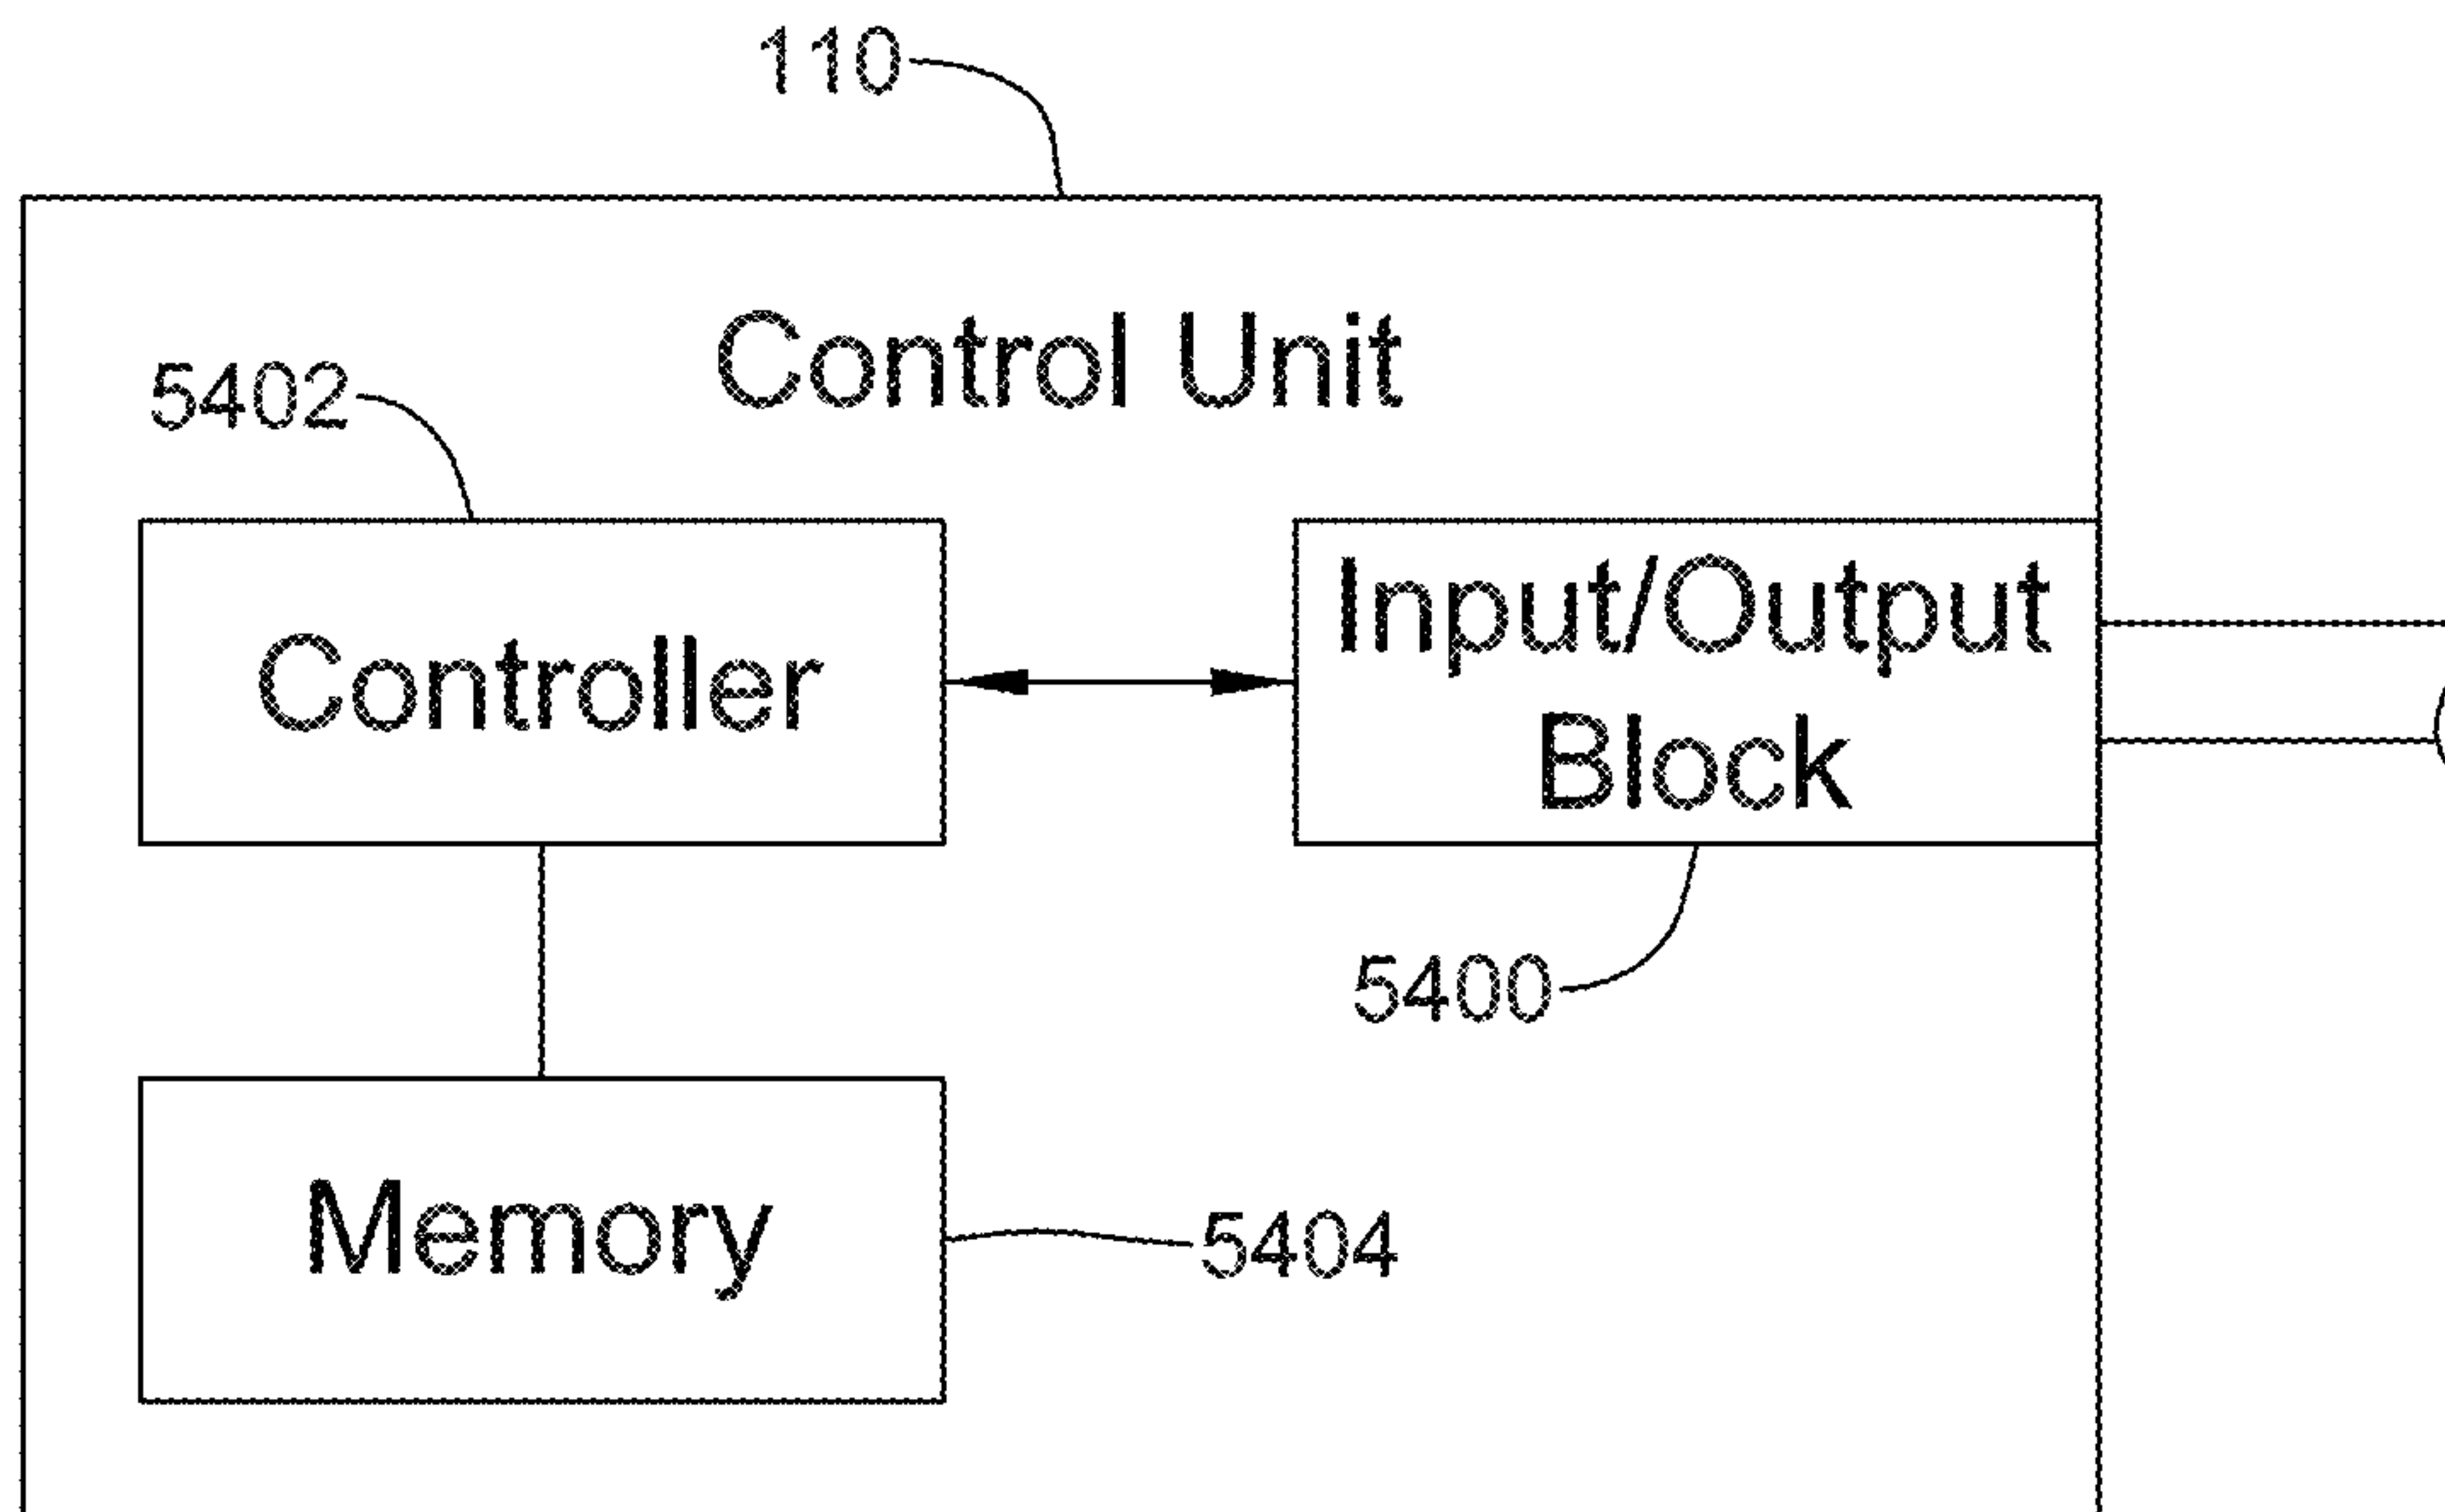 110
Control Unit
5402
Controller
Input/Output
Block
5400
Memory
5404